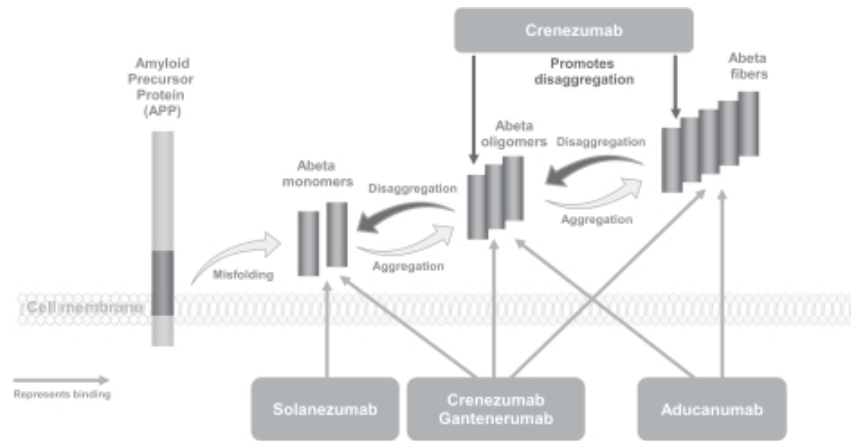 Crenezumab
Promotes
disaggregation
Amyloid
Precursor
Protein
(APP)
Abeta
fibers
Abeta
oligomers
Disaggregation
Abeta
monomers
Disaggregation
Aggregation
Misfolding
Aggregation
Cell membrane
Represents binding
Solanezumab
Crenezumab
Gantenerumab
Aducanumab